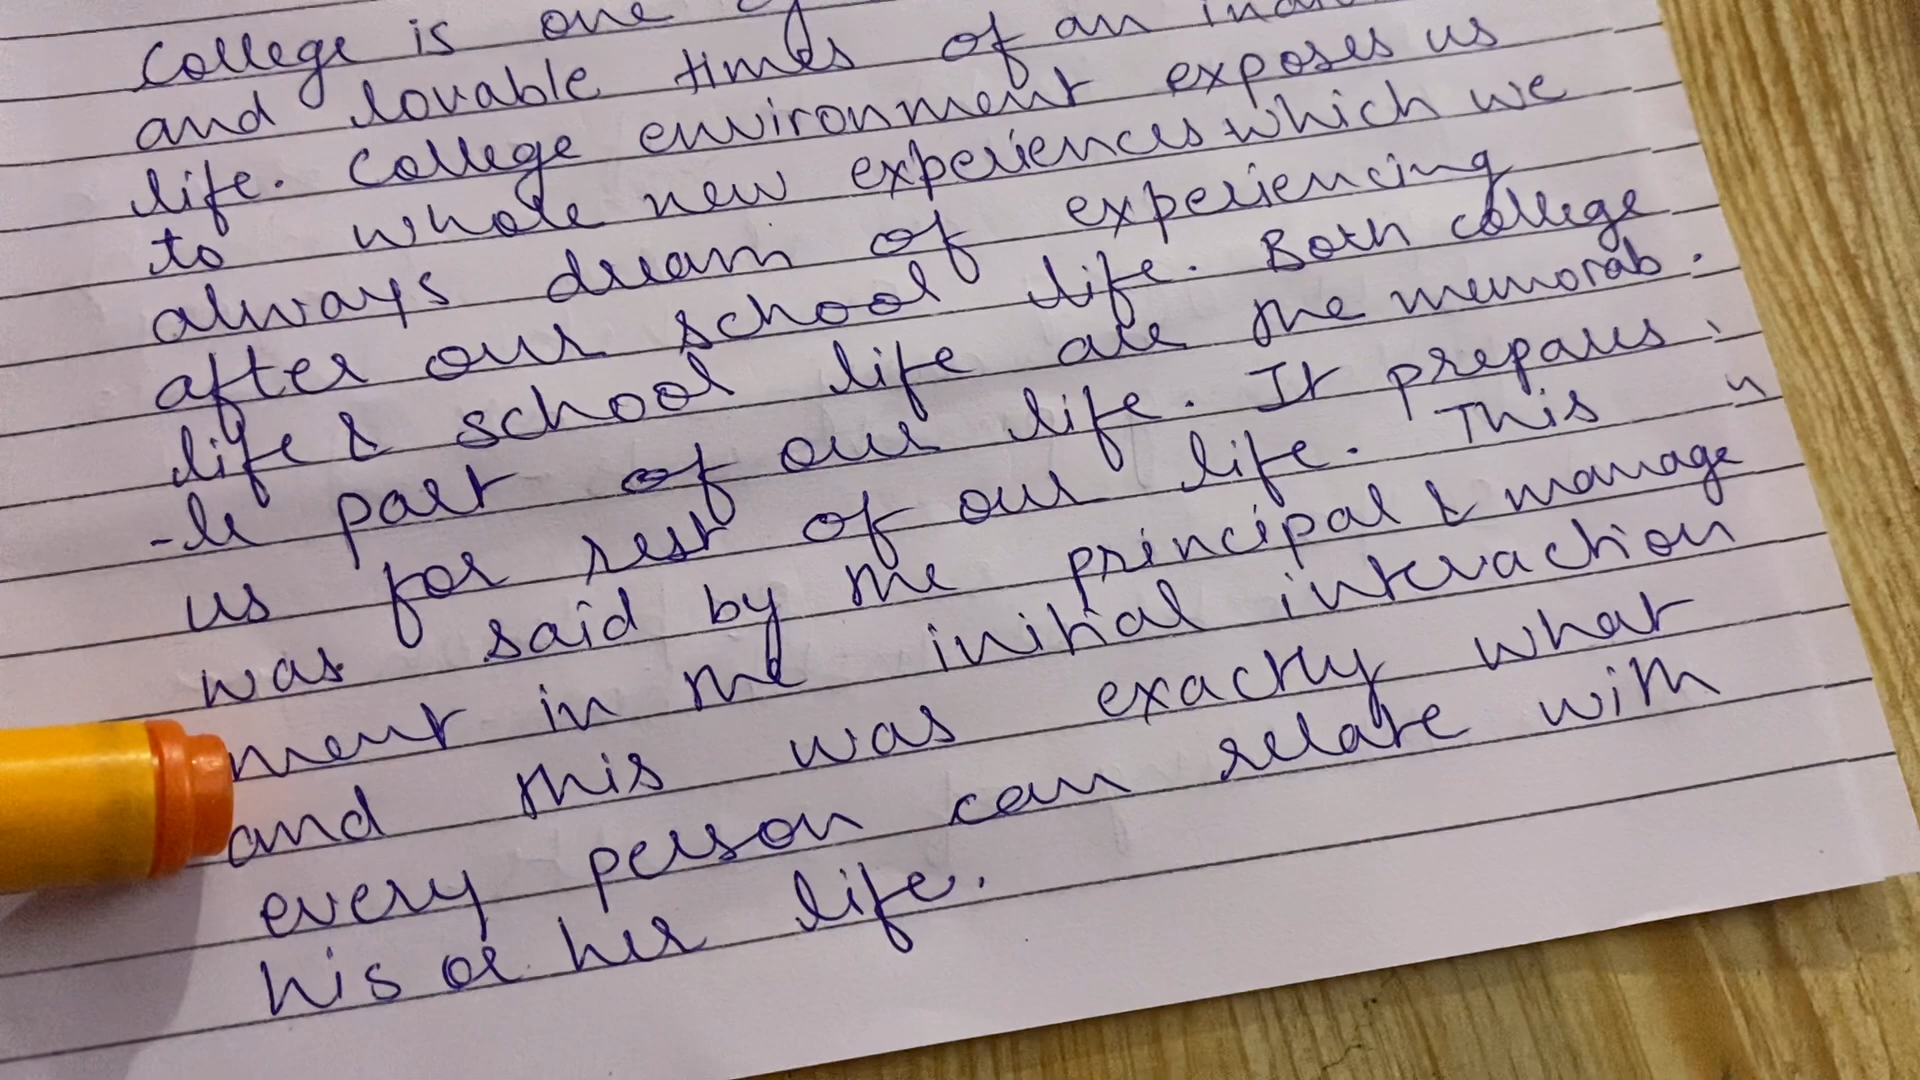 College is one
and lovable times of an
life. College environment exposes us
to whole new experiences which we
always dream of experiencing
after our school life. Both college
life & school life are the memorab
-le part of our life. It prepares
us for rest of our life. This
was said by the principal & manage
ment in the initial interaction
and this was exactly what
every person can relate with
his or her life.